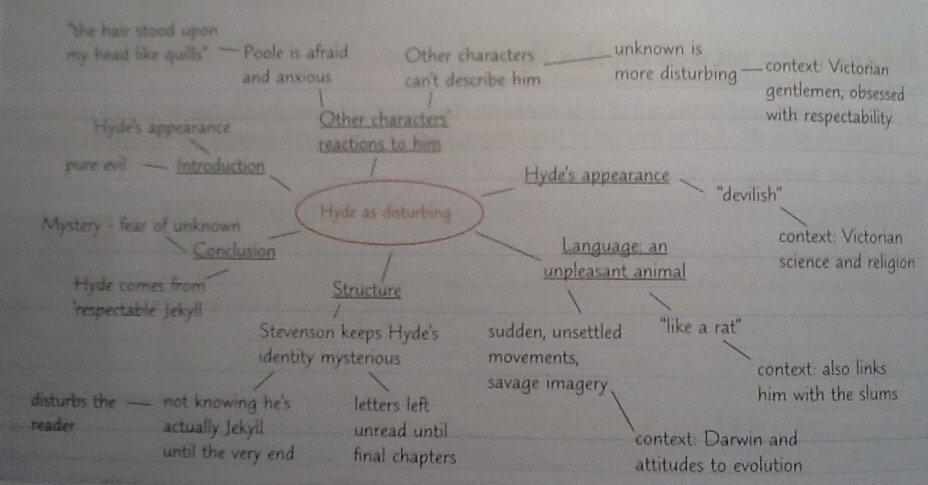 "the hair stood upon
my head like quills"
Poole is afraid
and anxious
Other characters
can't describe him
unknown is
more disturbing
context: Victorian
gentlemen, obsessed
with respectability
Other characters'
reactions to him
Hyde's appearance
pure evil
Introduction
Hyde's appearance
"devilish"
context: Victorian
science and religion
Hyde as disturbing
Mystery - fear of unknown
Conclusion
Hyde comes from
'respectable' Jekyll
Language: an
unpleasant animal
sudden, unsettled
movements,
savage imagery
"like a rat"
context: also links
him with the slums
context: Darwin and
attitudes to evolution
Structure
Stevenson keeps Hyde's
identity mysterious
disturbs the
reader
not knowing he's
actually Jekyll
until the very end
letters left
unread until
final chapters